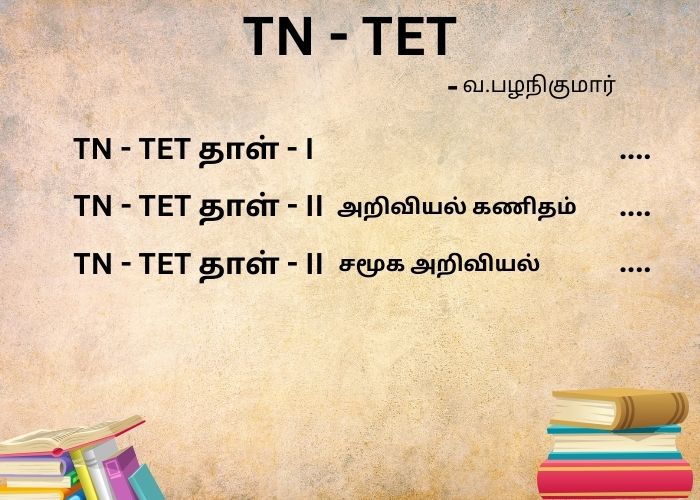 TN - TET
- வ.பழநிகுமார்
TN - TET தாள் - I ....
TN - TET தாள் - II அறிவியல் கணிதம் ....
TN - TET தாள் - II சமூக அறிவியல் ....